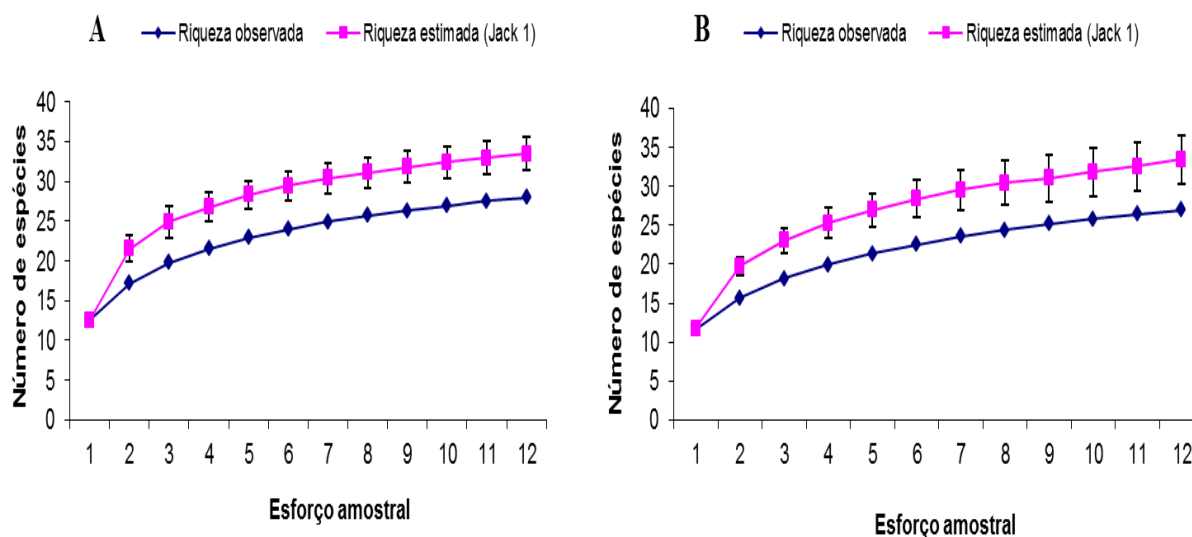 A
Riqueza observada
Riqueza estimada (Jack 1)
Número de espécies
40
35
30
25
20
15
10
5
0
1 2 3 4 5 6 7 8 9 10 11 12
Esforço amostral
B
Riqueza observada
Riqueza estimada (Jack 1)
Número de espécies
40
35
30
25
20
15
10
5
0
1 2 3 4 5 6 7 8 9 10 11 12
Esforço amostral